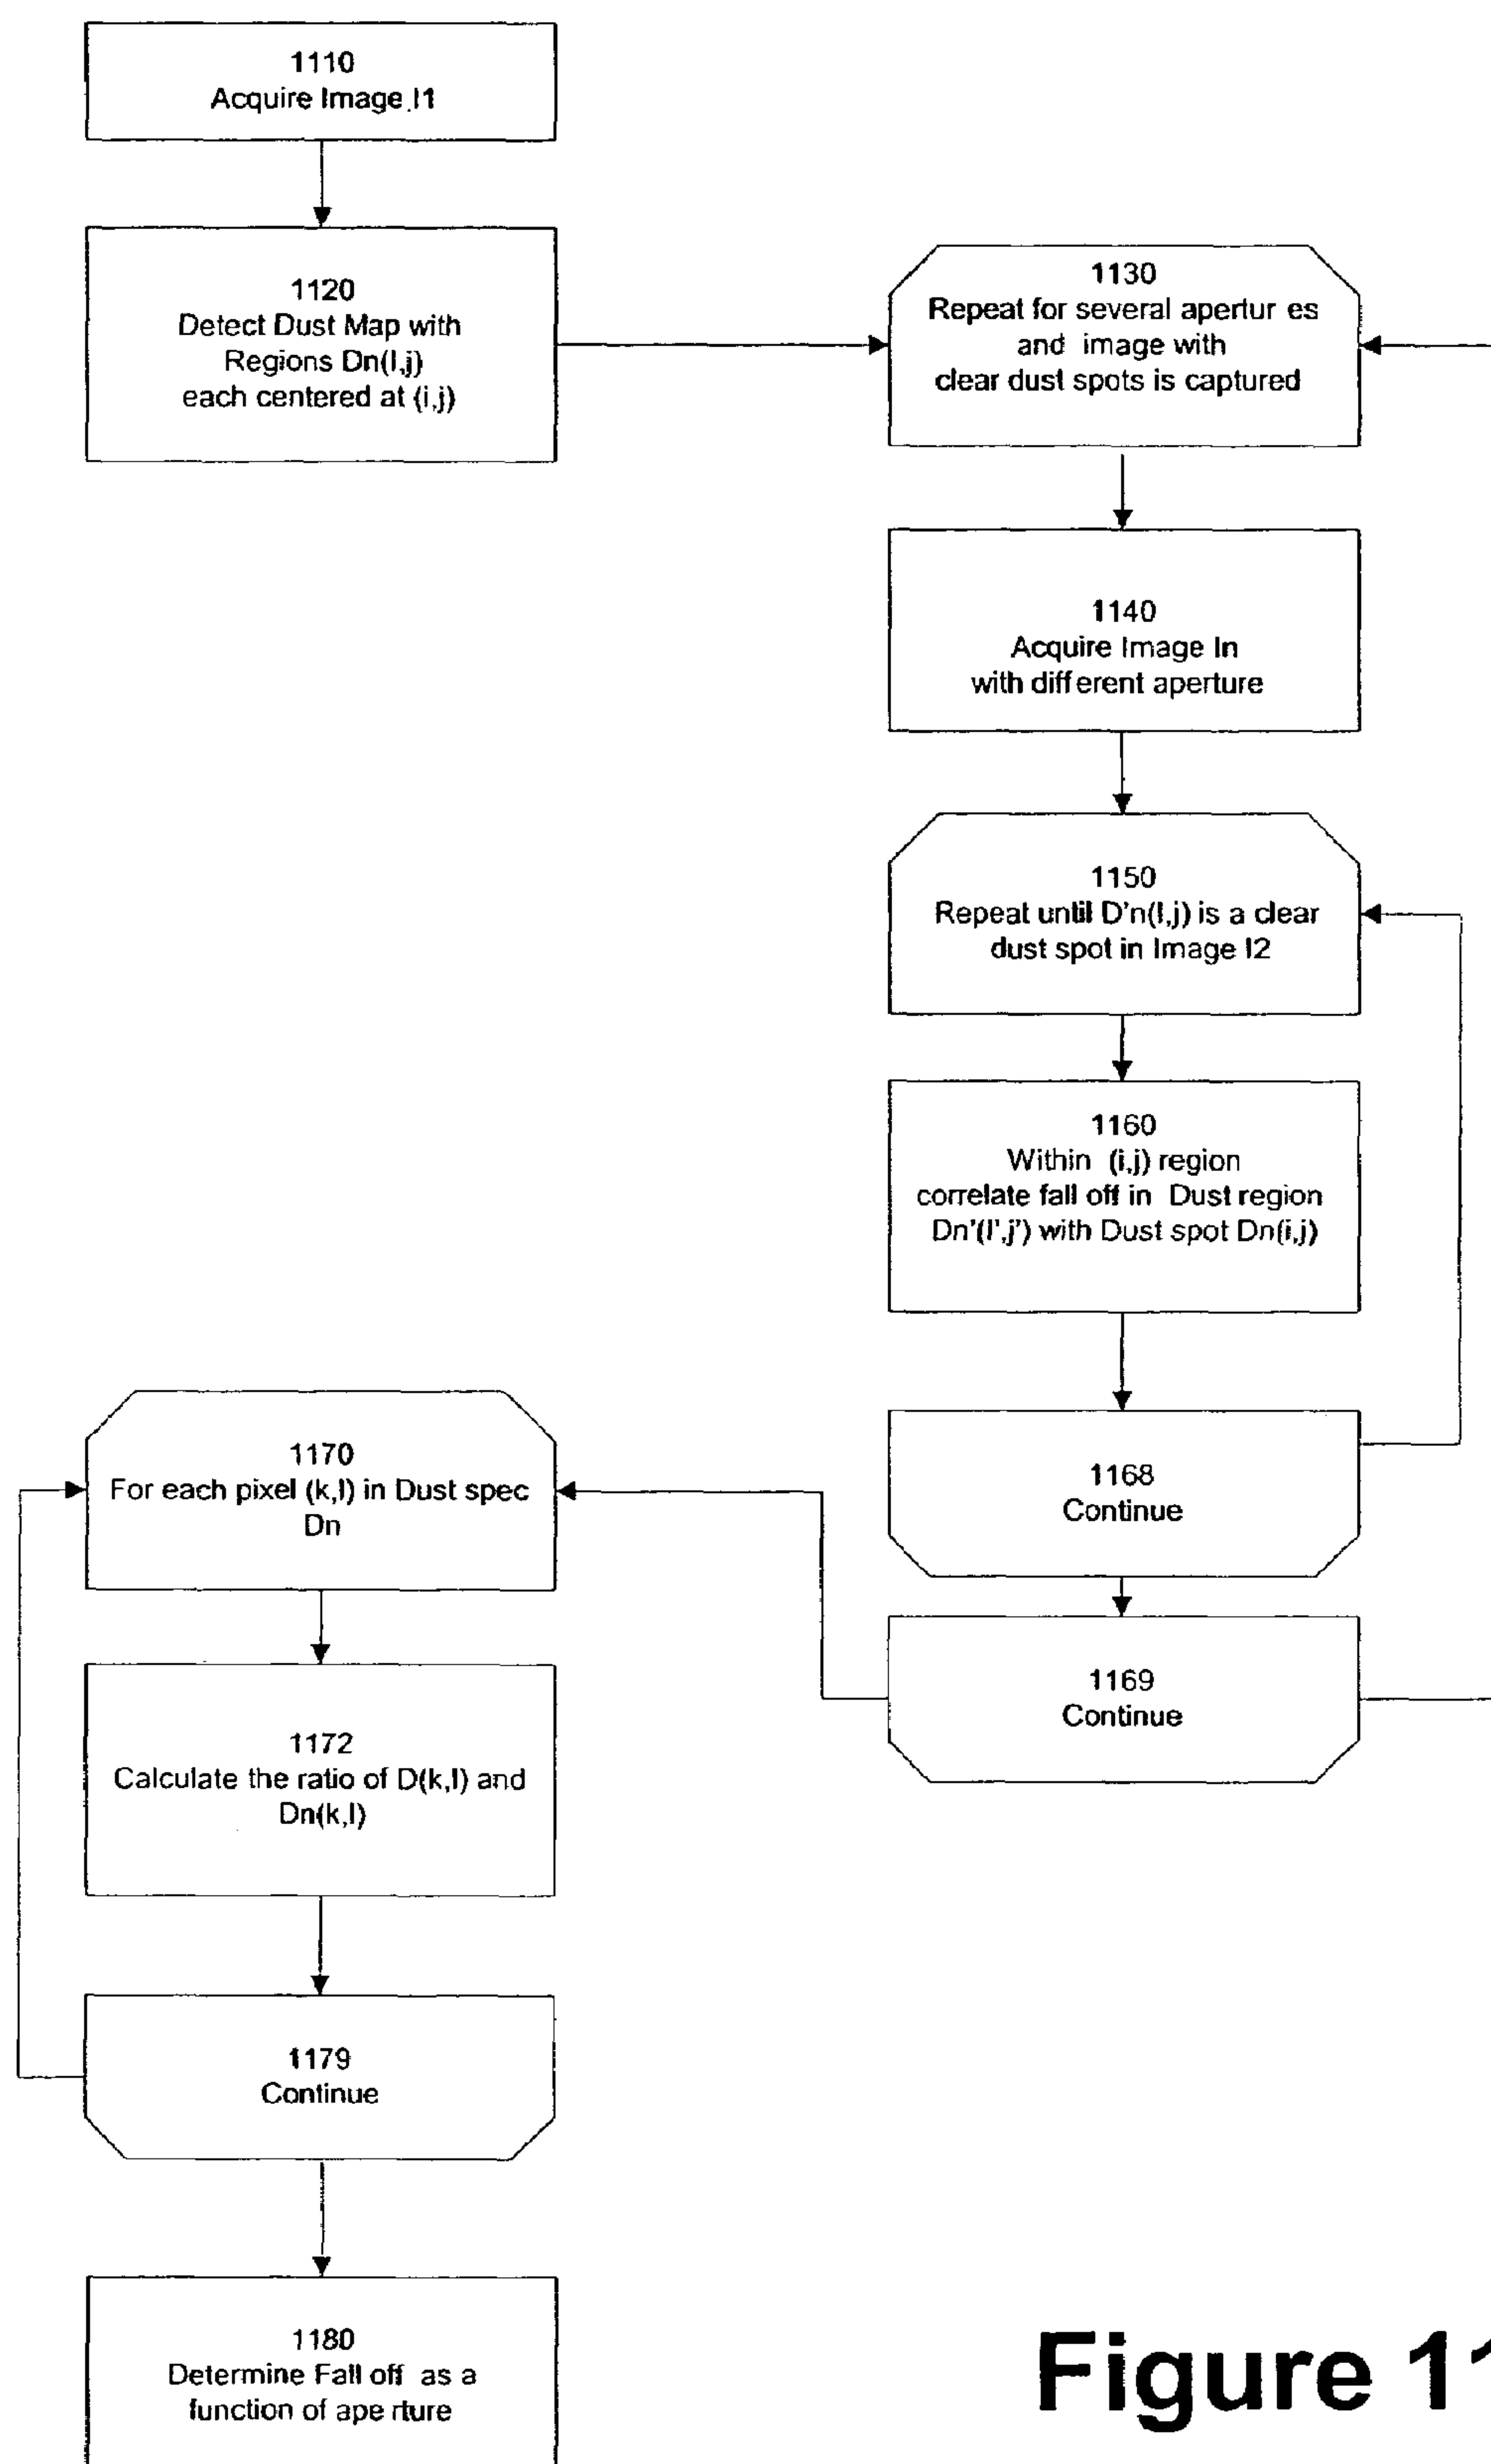 1110
Acquire Image I1
1120
Detect Dust Map with
Regions Dn(I,j)
each centered at (i,j)
1130
Repeat for several apertur es
and image with
clear dust spots is captured
1140
Acquire Image In
with different aperture
1150
Repeat until D'n(I,j) is a clear
dust spot in Image I2
1160
Within (i,j) region
correlate fall off in Dust region
Dn'(I',j') with Dust spot Dn(i,j)
1168
Continue
1169
Continue
1170
For each pixel (k,l) in Dust spec
Dn
1172
Calculate the ratio of D(k,l) and
Dn(k,l)
1179
Continue
1180
Determine Fall off as a
function of ape rture
Figure 11